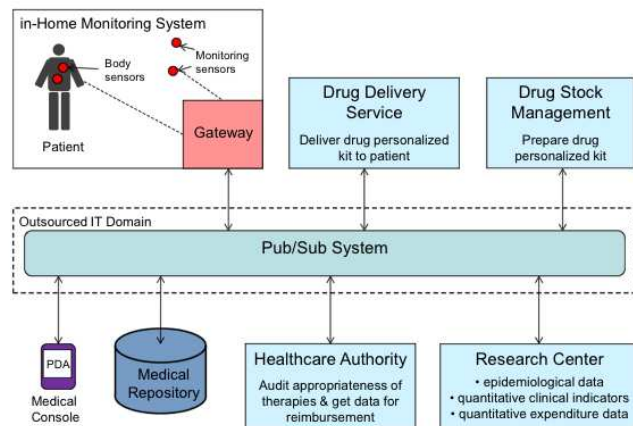 in-Home Monitoring System
Body
sensors
Monitoring
sensors
Patient
Gateway
Drug Delivery
Service
Deliver drug personalized
kit to patient
Drug Stock
Management
Prepare drug
personalized kit
Outsourced IT Domain
Pub/Sub System
PDA
Medical
Console
Medical
Repository
Healthcare Authority
Audit appropriateness of
therapies & get data for
reimbursement
Research Center
• epidemiological data
• quantitative clinical indicators
• quantitative expenditure data